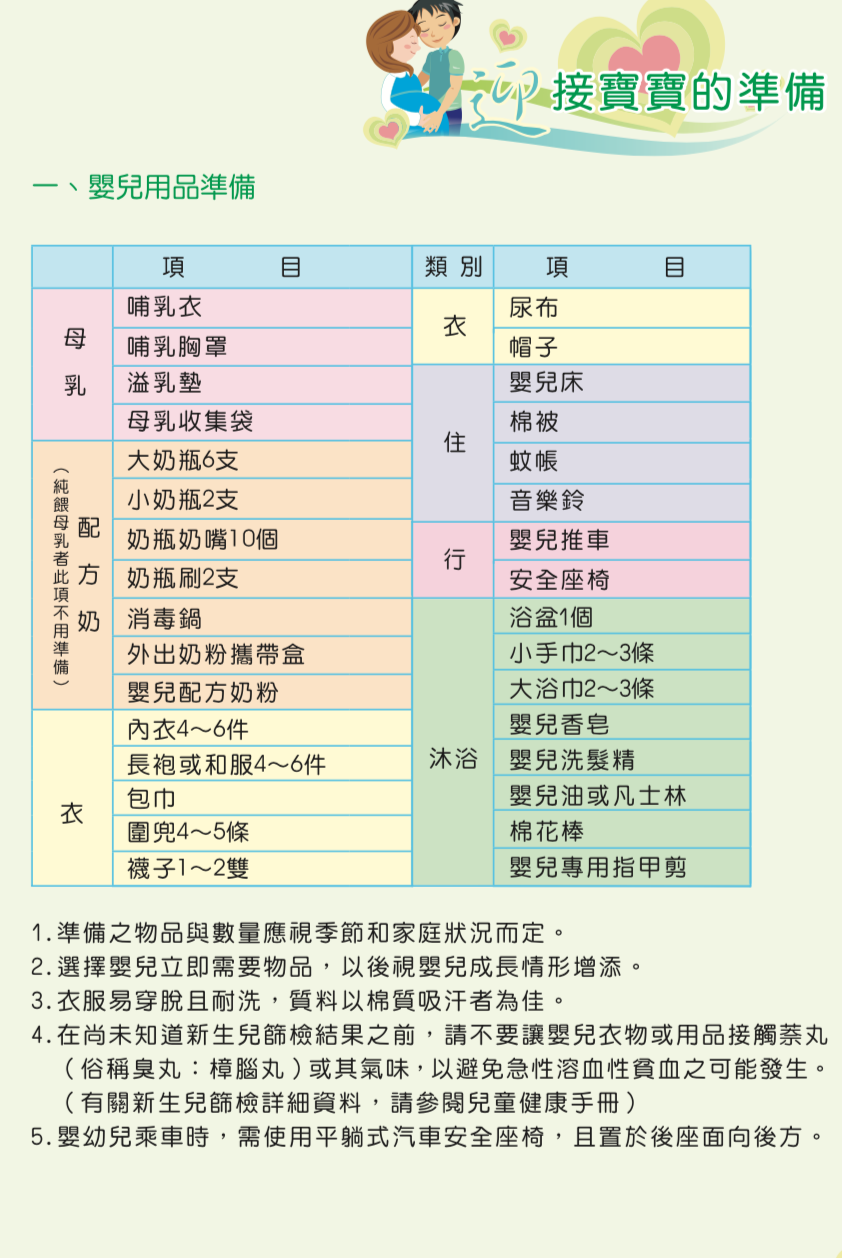 迎接寶寶的準備
一、嬰兒用品準備
項目 類別 項目
母乳
哺乳衣
哺乳胸罩
溢乳墊
母乳收集袋
配方奶
（純餵母乳者此項不用準備）
大奶瓶6支
小奶瓶2支
奶瓶奶嘴10個
奶瓶刷2支
消毒鍋
外出奶粉攜帶盒
嬰兒配方奶粉
衣
內衣4～6件
長袍或和服4～6件
包巾
圍兜4～5條
襪子1～2雙
衣
尿布
帽子
住
嬰兒床
棉被
蚊帳
音樂鈴
行
嬰兒推車
安全座椅
沐浴
浴盆1個
小手巾2～3條
大浴巾2～3條
嬰兒香皂
嬰兒洗髮精
嬰兒油或凡士林
棉花棒
嬰兒專用指甲剪
1.準備之物品與數量應視季節和家庭狀況而定。
2.選擇嬰兒立即需要物品，以後視嬰兒成長情形增添。
3.衣服易穿脫且耐洗，質料以棉質吸汗者為佳。
4.在尚未知道新生兒篩檢結果之前，請不要讓嬰兒衣物或用品接觸萘丸
（俗稱臭丸：樟腦丸）或其氣味，以避免急性溶血性貧血之可能發生。
（有關新生兒篩檢詳細資料，請參閱兒童健康手冊）
5.嬰幼兒乘車時，需使用平躺式汽車安全座椅，且置於後座面向後方。